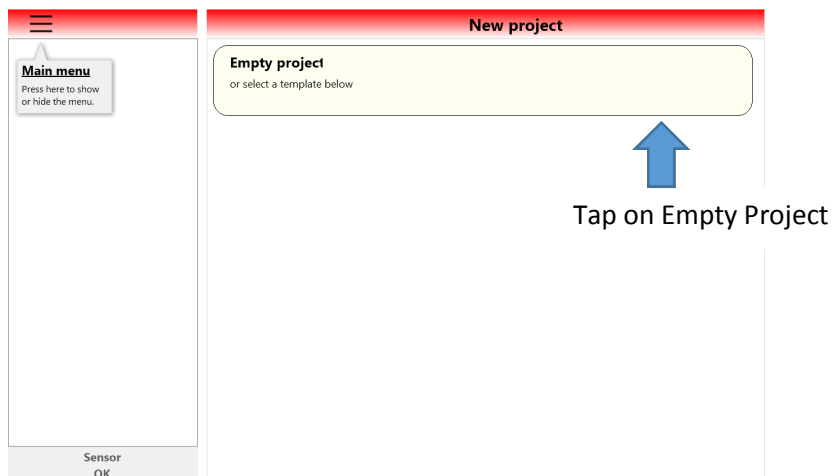 New project
Main menu
Press here to show
or hide the menu.
Empty project
or select a template below
Tap on Empty Project
Sensor
OK